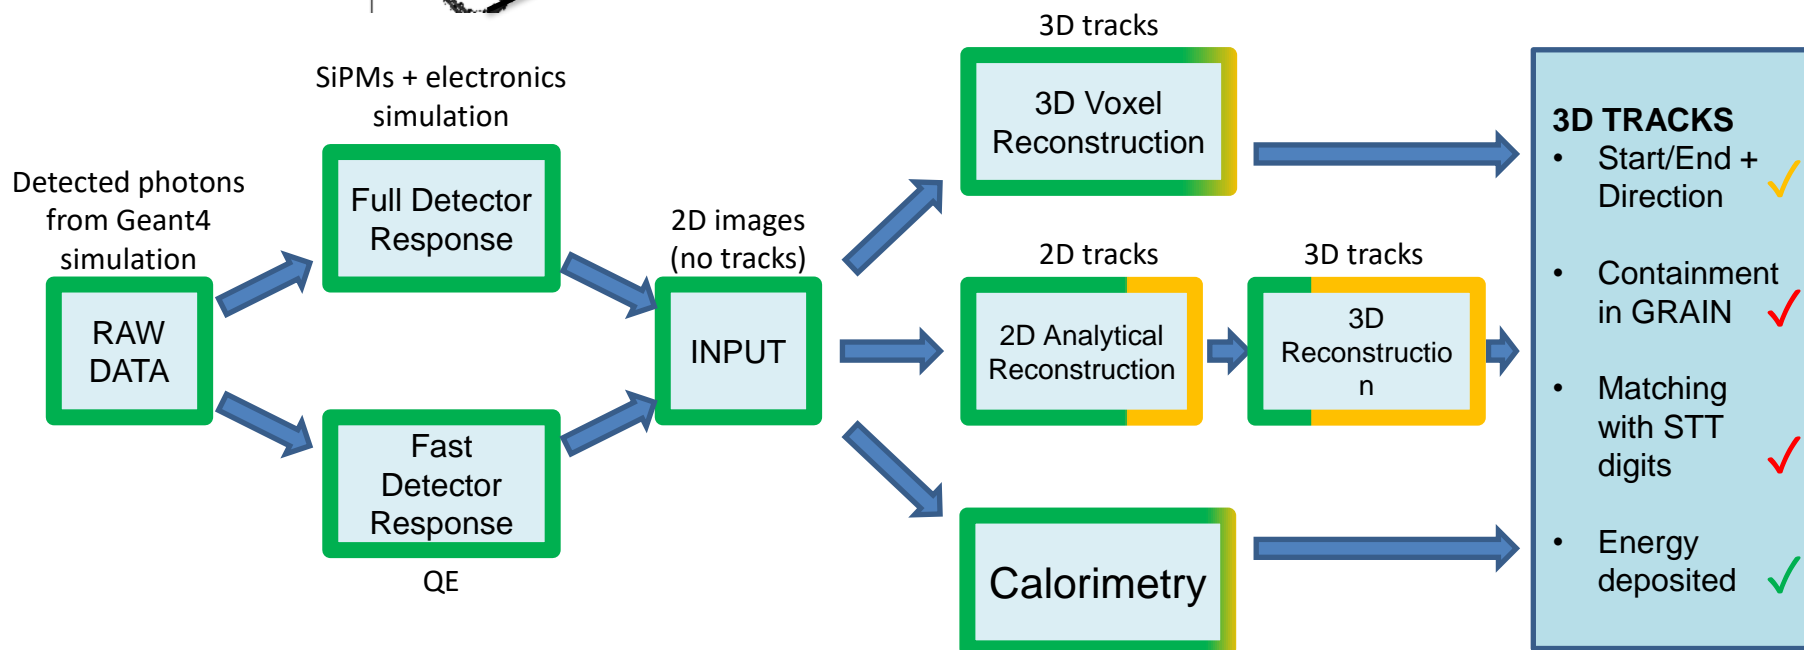 Detected photons
from Geant4
simulation
RAW
DATA
SiPMs + electronics
simulation
Full Detector
Response
Fast
Detector
Response
QE
2D images
(no tracks)
INPUT
3D tracks
3D Voxel
Reconstruction
2D tracks
2D Analytical
Reconstruction
3D tracks
3D
Reconstructio
n
Calorimetry
3D TRACKS
• Start/End +
Direction
• Containment
in GRAIN
• Matching
with STT
digits
• Energy
deposited